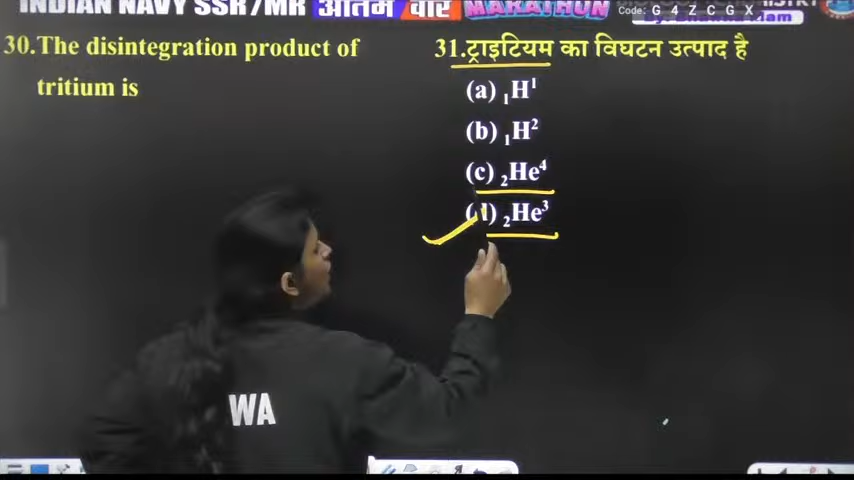 INDIAN NAVY SSR/MR अंतिम वार MARATHON Code: G 4 Z C G X
30.The disintegration product of
tritium is
31.ट्राइटियम का विघटन उत्पाद है
(a) ₁H¹
(b) ₁H²
(c) ₂He⁴
(d) ₂He³
WA